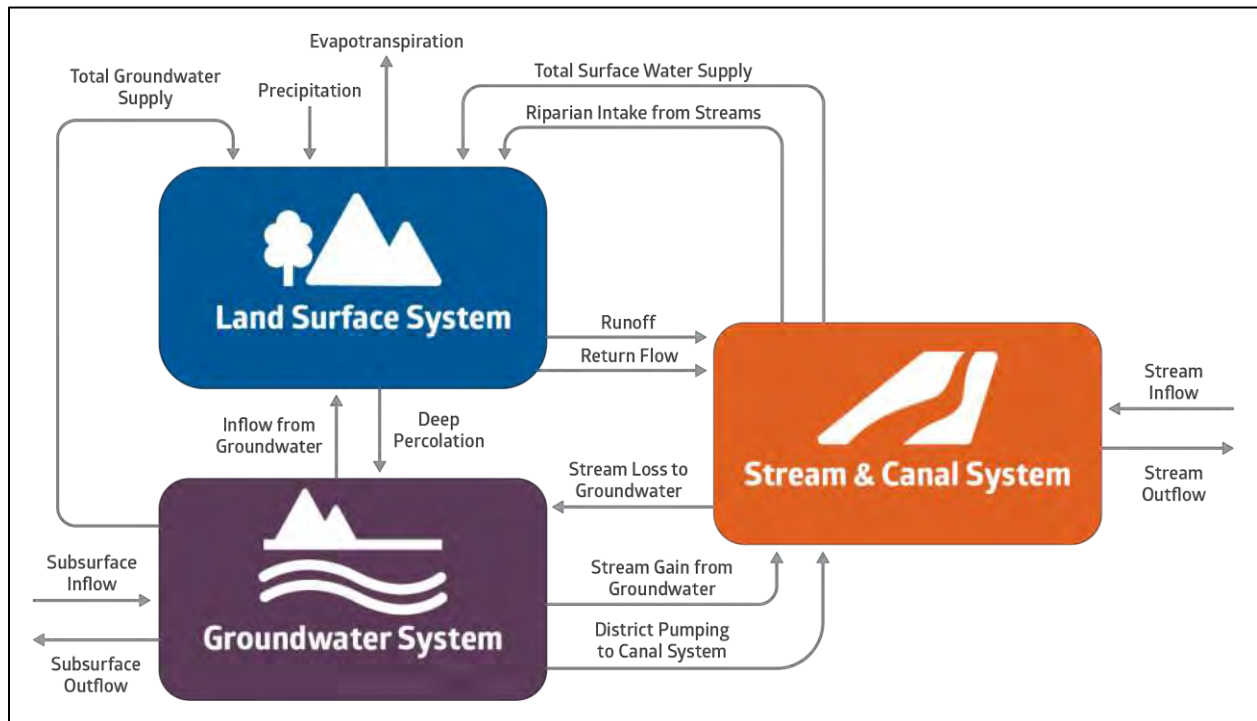 Evapotranspiration
Total Groundwater
Supply
Precipitation
Total Surface Water Supply
Riparian Intake from Streams
Land Surface System
Runoff
Return Flow
Stream
Inflow
Inflow from
Groundwater
Deep
Percolation
Stream Loss to
Groundwater
Stream & Canal System
Stream
Outflow
Subsurface
Inflow
Stream Gain from
Groundwater
Groundwater System
District Pumping
to Canal System
Subsurface
Outflow